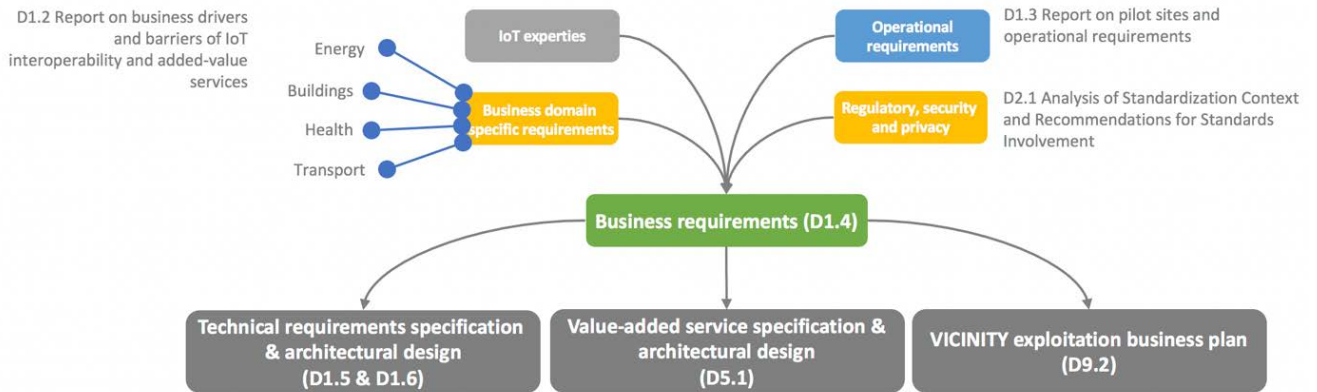 D1.2 Report on business drivers
and barriers of IoT
interoperability and added-value
services
Energy
Buildings
Health
Transport
IoT experties
Business domain
specific requirements
Operational
requirements
D1.3 Report on pilot sites and
operational requirements
Regulatory, security
and privacy
D2.1 Analysis of Standardization Context
and Recommendations for Standards
Involvement
Business requirements (D1.4)
Technical requirements specification
& architectural design
(D1.5 & D1.6)
Value-added service specification &
architectural design
(D5.1)
VICINITY exploitation business plan
(D9.2)